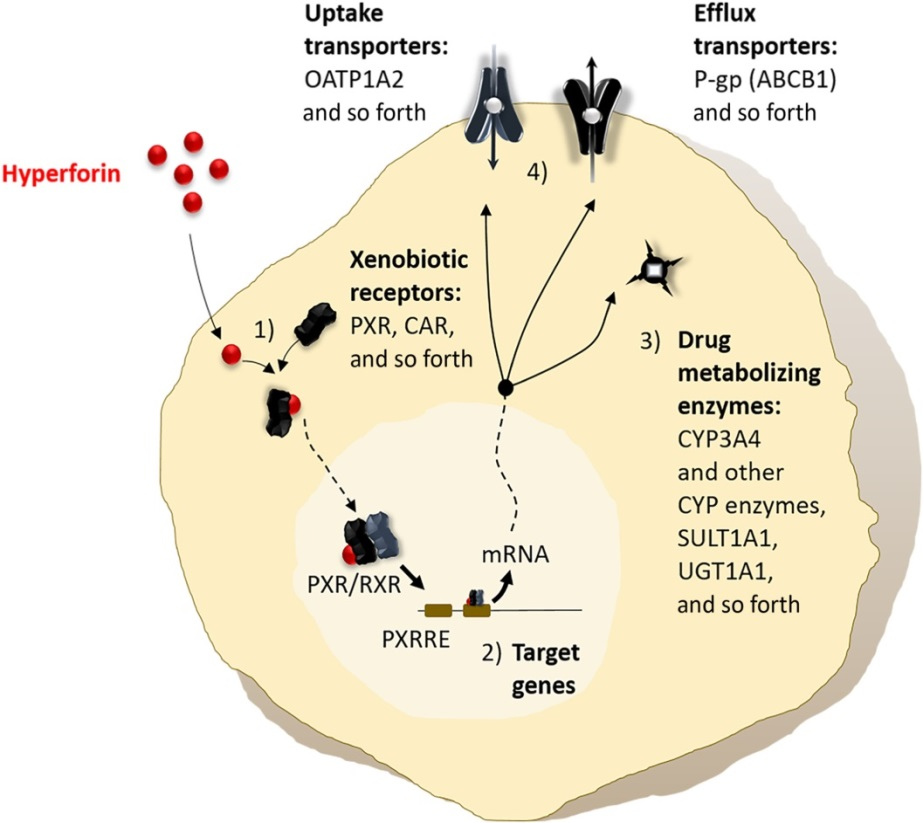 Uptake
transporters:
OATP1A2
and so forth
Efflux
transporters:
P-gp (ABCB1)
and so forth
Hyperforin
4)
Xenobiotic
receptors:
PXR, CAR,
and so forth
1)
3) Drug
metabolizing
enzymes:
CYP3A4
and other
CYP enzymes,
SULT1A1,
UGT1A1,
and so forth
mRNA
PXR/RXR
PXRRE
2) Target
genes